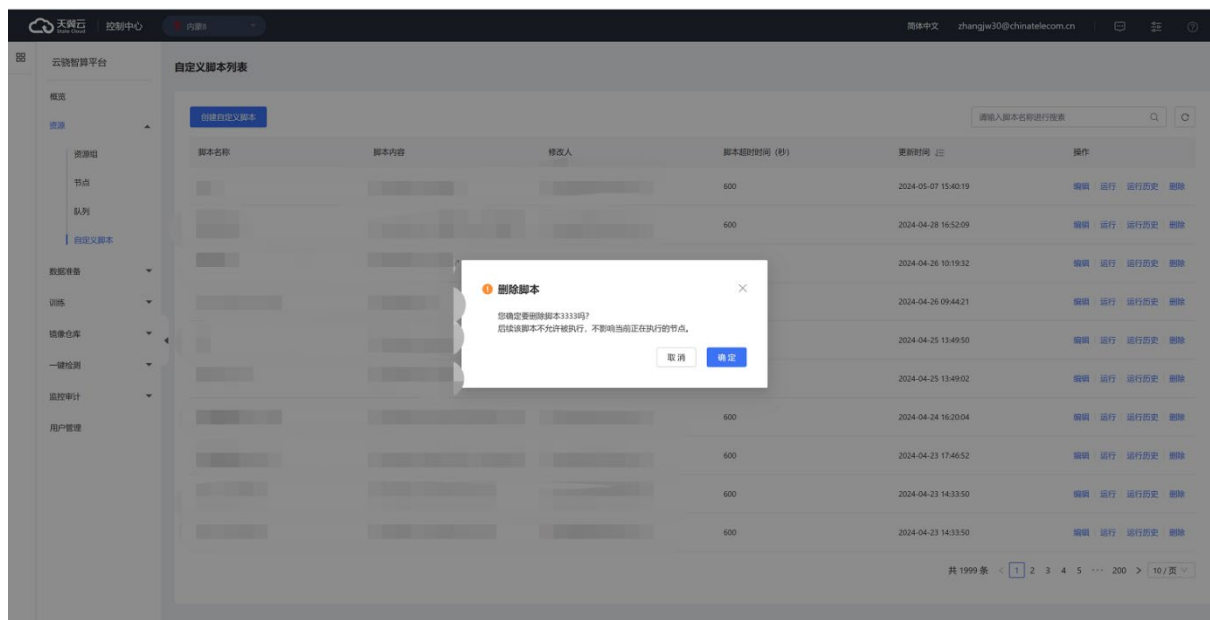 天翼云
State Cloud
控制中心
内蒙8
简体中文
zhangjw30@chinatelecom.cn
云骁智算平台
自定义脚本列表
概览
资源
资源组
节点
队列
自定义脚本
数据准备
训练
镜像仓库
一键检测
监控审计
用户管理
创建自定义脚本
请输入脚本名称进行搜索
脚本名称 脚本内容 修改人 脚本超时时间 (秒) 更新时间 操作
600 2024-05-07 15:40:19 编辑 运行 运行历史 删除
600 2024-04-28 16:52:09 编辑 运行 运行历史 删除
2024-04-26 10:19:32 编辑 运行 运行历史 删除
2024-04-26 09:44:21 编辑 运行 运行历史 删除
2024-04-25 13:49:50 编辑 运行 运行历史 删除
2024-04-25 13:49:02 编辑 运行 运行历史 删除
600 2024-04-24 16:20:04 编辑 运行 运行历史 删除
600 2024-04-23 17:46:52 编辑 运行 运行历史 删除
600 2024-04-23 14:33:50 编辑 运行 运行历史 删除
600 2024-04-23 14:33:50 编辑 运行 运行历史 删除
删除脚本
您确定要删除脚本3333吗?
后续该脚本不允许被执行，不影响当前正在执行的节点。
取消 确定
共 1999 条 < 1 2 3 4 5 ··· 200 > 10 / 页